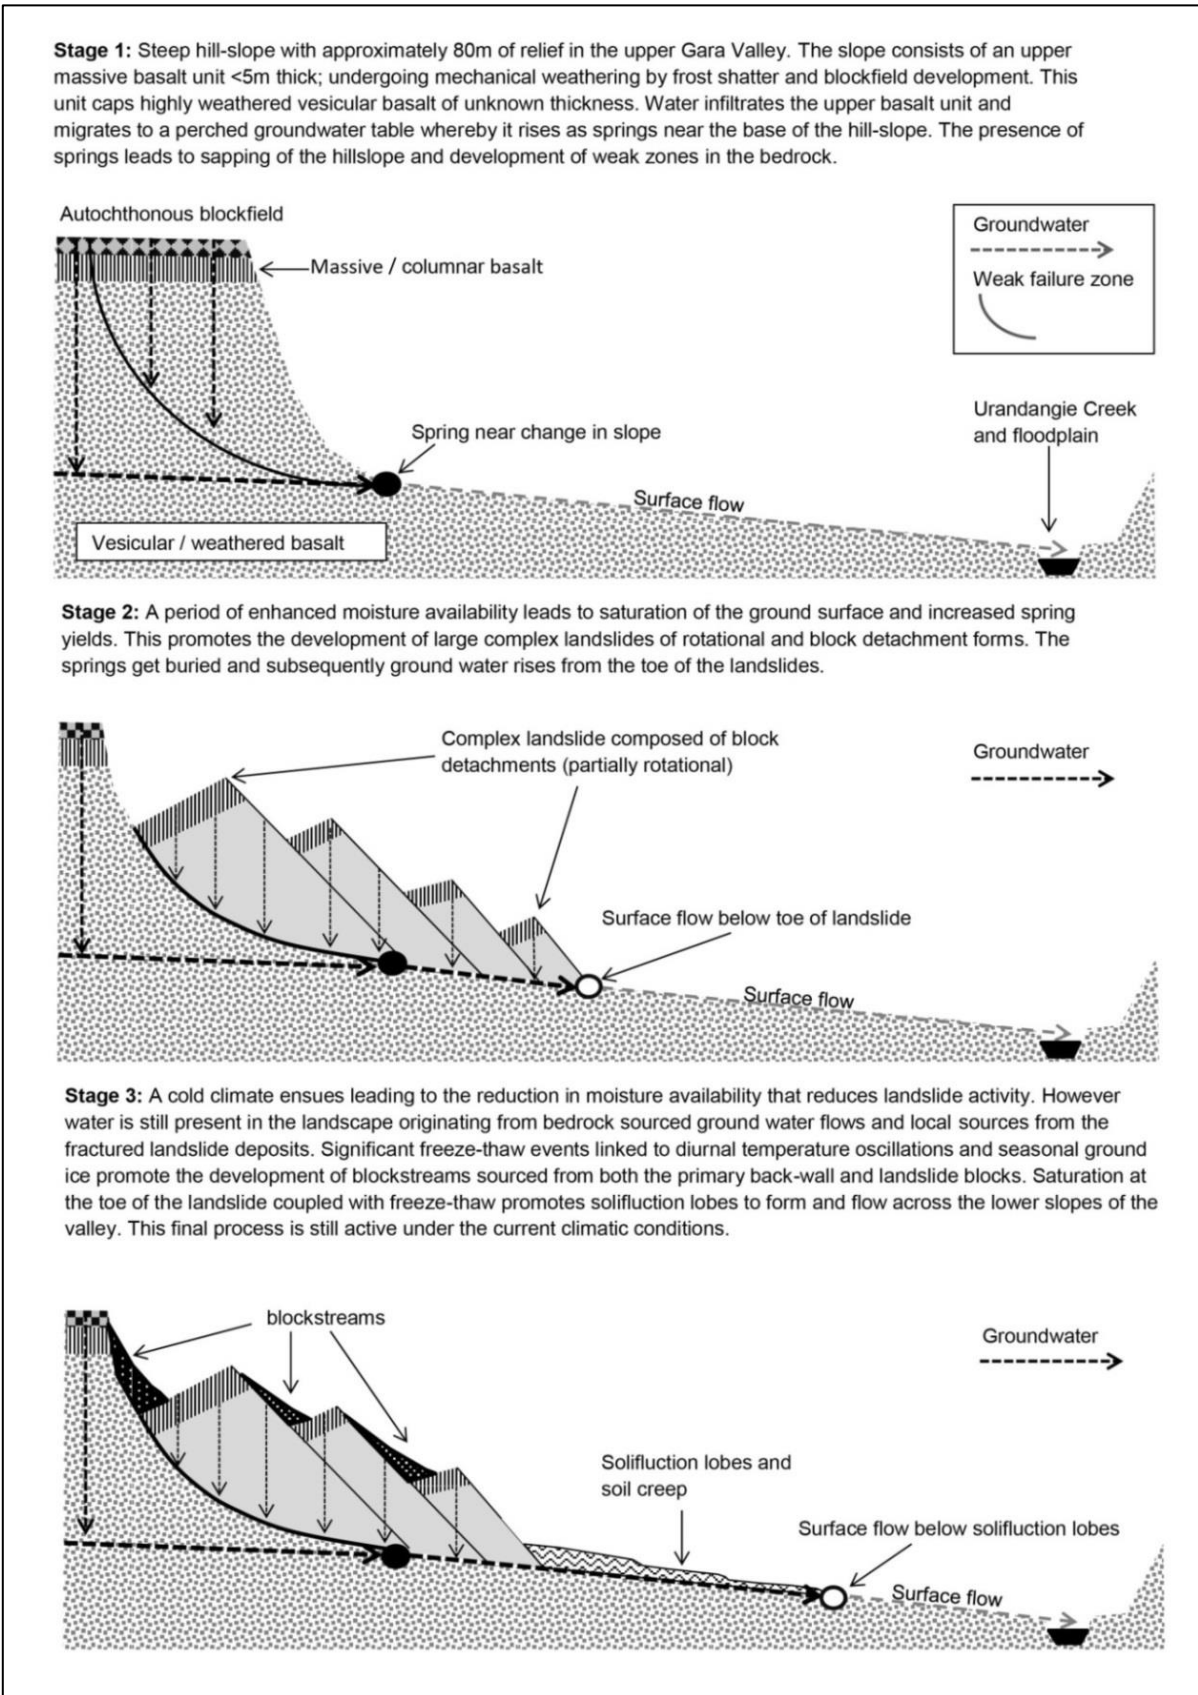 Stage 1: Steep hill-slope with approximately 80m of relief in the upper Gara Valley. The slope consists of an upper
massive basalt unit <5m thick; undergoing mechanical weathering by frost shatter and blockfield development. This
unit caps highly weathered vesicular basalt of unknown thickness. Water infiltrates the upper basalt unit and
migrates to a perched groundwater table whereby it rises as springs near the base of the hill-slope. The presence of
springs leads to sapping of the hillslope and development of weak zones in the bedrock.
Autochthonous blockfield
Massive / columnar basalt
Groundwater
Weak failure zone
Spring near change in slope
Urandangie Creek
and floodplain
Surface flow
Vesicular / weathered basalt
Stage 2: A period of enhanced moisture availability leads to saturation of the ground surface and increased spring
yields. This promotes the development of large complex landslides of rotational and block detachment forms. The
springs get buried and subsequently ground water rises from the toe of the landslides.
Complex landslide composed of block
detachments (partially rotational)
Groundwater
Surface flow below toe of landslide
Surface flow
Stage 3: A cold climate ensues leading to the reduction in moisture availability that reduces landslide activity. However
water is still present in the landscape originating from bedrock sourced ground water flows and local sources from the
fractured landslide deposits. Significant freeze-thaw events linked to diurnal temperature oscillations and seasonal ground
ice promote the development of blockstreams sourced from both the primary back-wall and landslide blocks. Saturation at
the toe of the landslide coupled with freeze-thaw promotes solifluction lobes to form and flow across the lower slopes of the
valley. This final process is still active under the current climatic conditions.
blockstreams
Groundwater
Solifluction lobes and
soil creep
Surface flow below solifluction lobes
Surface flow